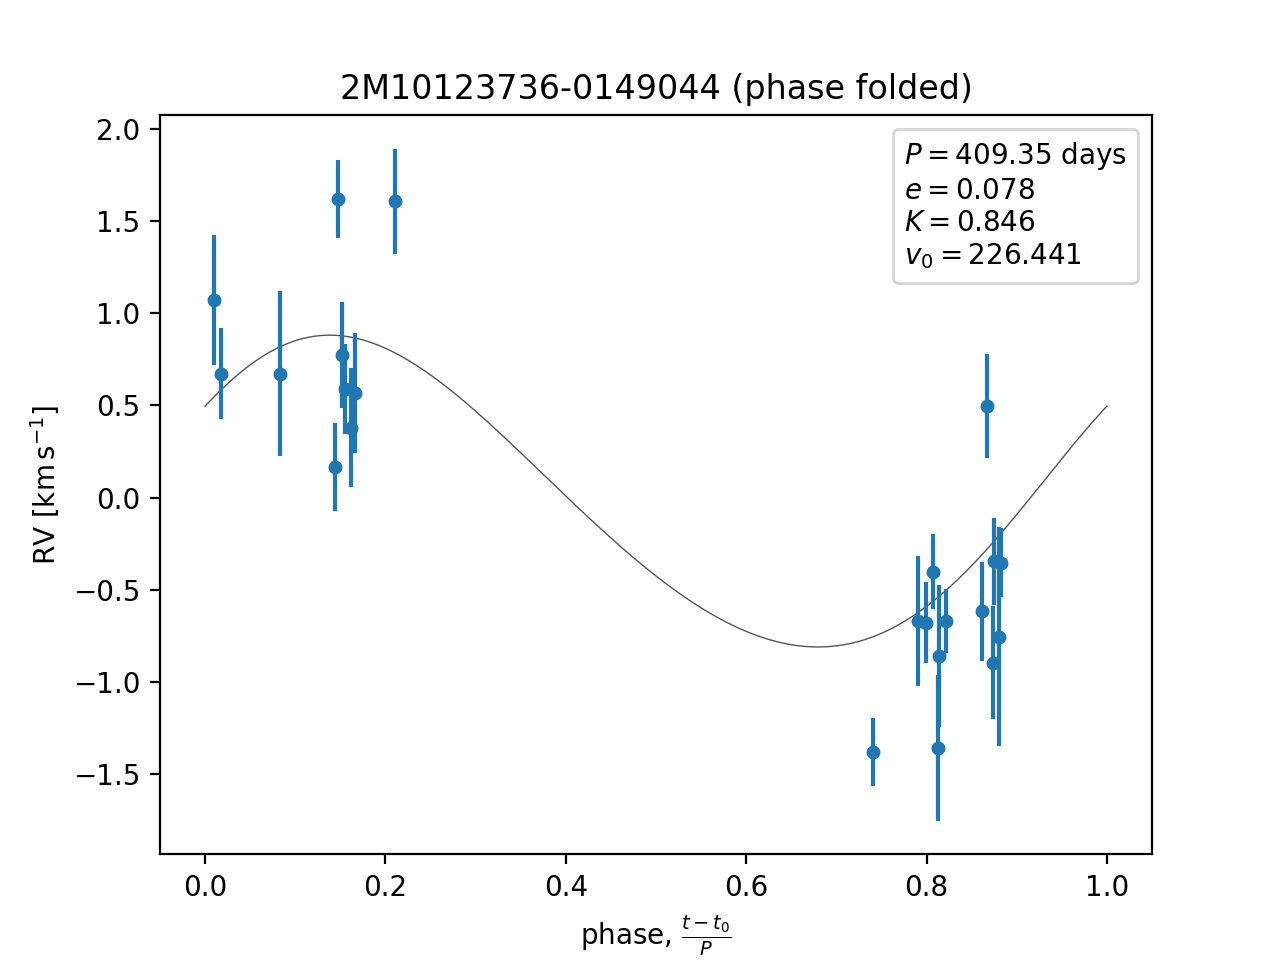 2M10123736-0149044 (phase folded)
P = 409.35 days
e = 0.078
K = 0.846
v₀ = 226.441
RV [km s⁻¹]
2.0
1.5
1.0
0.5
0.0
−0.5
−1.0
−1.5
0.0 0.2 0.4 0.6 0.8 1.0
phase, (t − t₀)/P